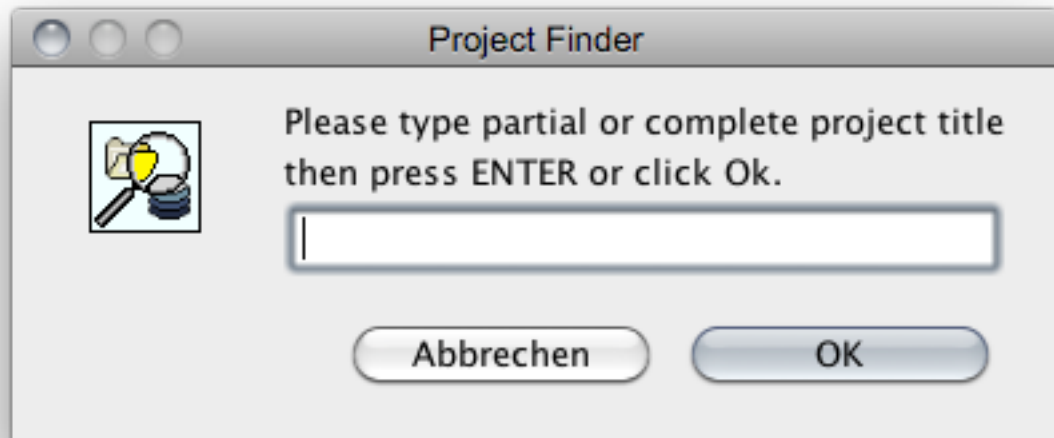 Project Finder
Please type partial or complete project title
then press ENTER or click Ok.
Abbrechen
OK